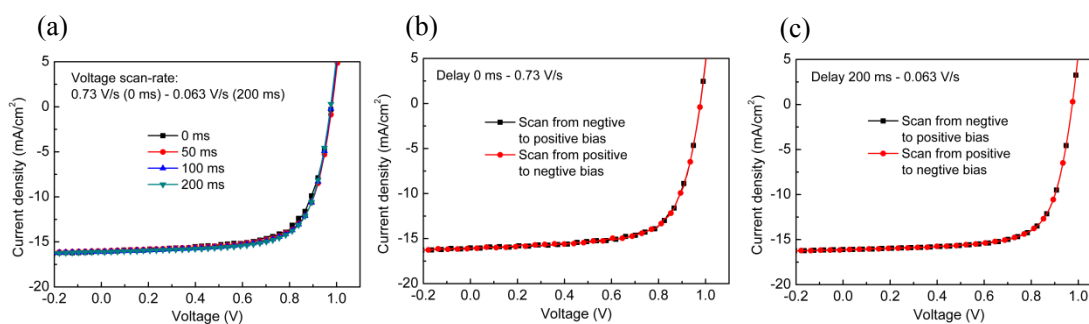 (a)
Current density (mA/cm²)
5
0
-5
-10
-15
-20
Voltage scan-rate:
0.73 V/s (0 ms) - 0.063 V/s (200 ms)
0 ms
50 ms
100 ms
200 ms
-0.2 0.0 0.2 0.4 0.6 0.8 1.0
Voltage (V)
(b)
Current density (mA/cm²)
5
0
-5
-10
-15
-20
Delay 0 ms - 0.73 V/s
Scan from negtive
to positive bias
Scan from positive
to negtive bias
-0.2 0.0 0.2 0.4 0.6 0.8 1.0
Voltage (V)
(c)
Current density (mA/cm²)
5
0
-5
-10
-15
-20
Delay 200 ms - 0.063 V/s
Scan from negtive
to positive bias
Scan from positive
to negtive bias
-0.2 0.0 0.2 0.4 0.6 0.8 1.0
Voltage (V)